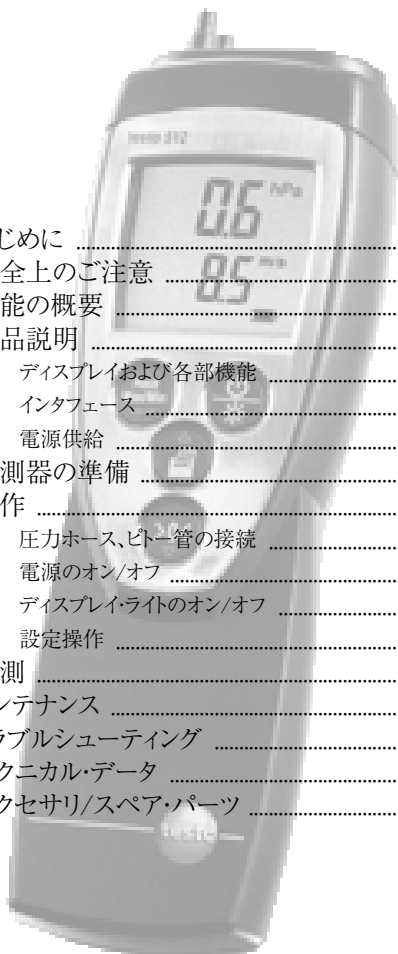 testo 512
0.6 hPa
8.5 m/s
じめに
全上のご注意
能の概要
品説明
ディスプレイおよび各部機能
インタフェース
電源供給
測器の準備
作
圧力ホース、ピトー管の接続
電源のオン/オフ
ディスプレイ・ライトのオン/オフ
設定操作
測
ンテナンス
ラブルシューティング
クニカル・データ
クセサリ/スペア・パーツ
testo